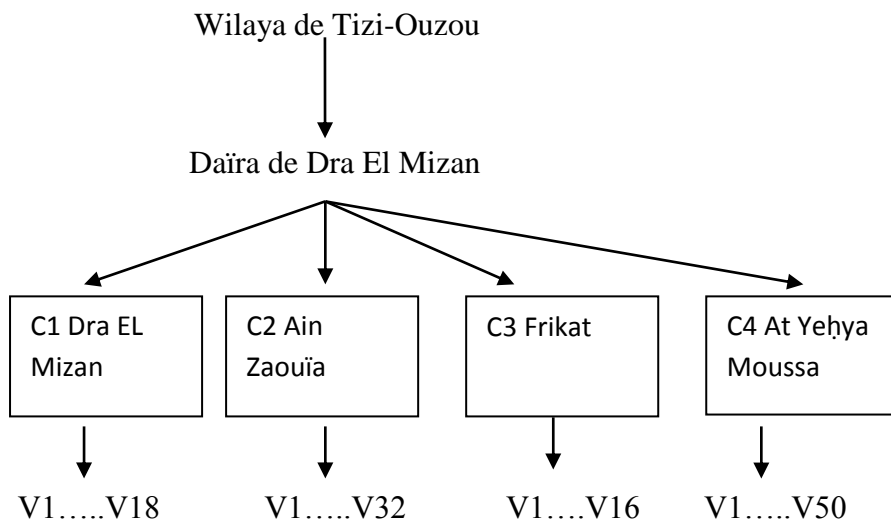 Wilaya de Tizi-Ouzou
Daïra de Dra El Mizan
C1 Dra EL
Mizan
C2 Ain
Zaouïa
C3 Frikat
C4 At Yeḥya
Moussa
V1…..V18
V1…..V32
V1….V16
V1…..V50